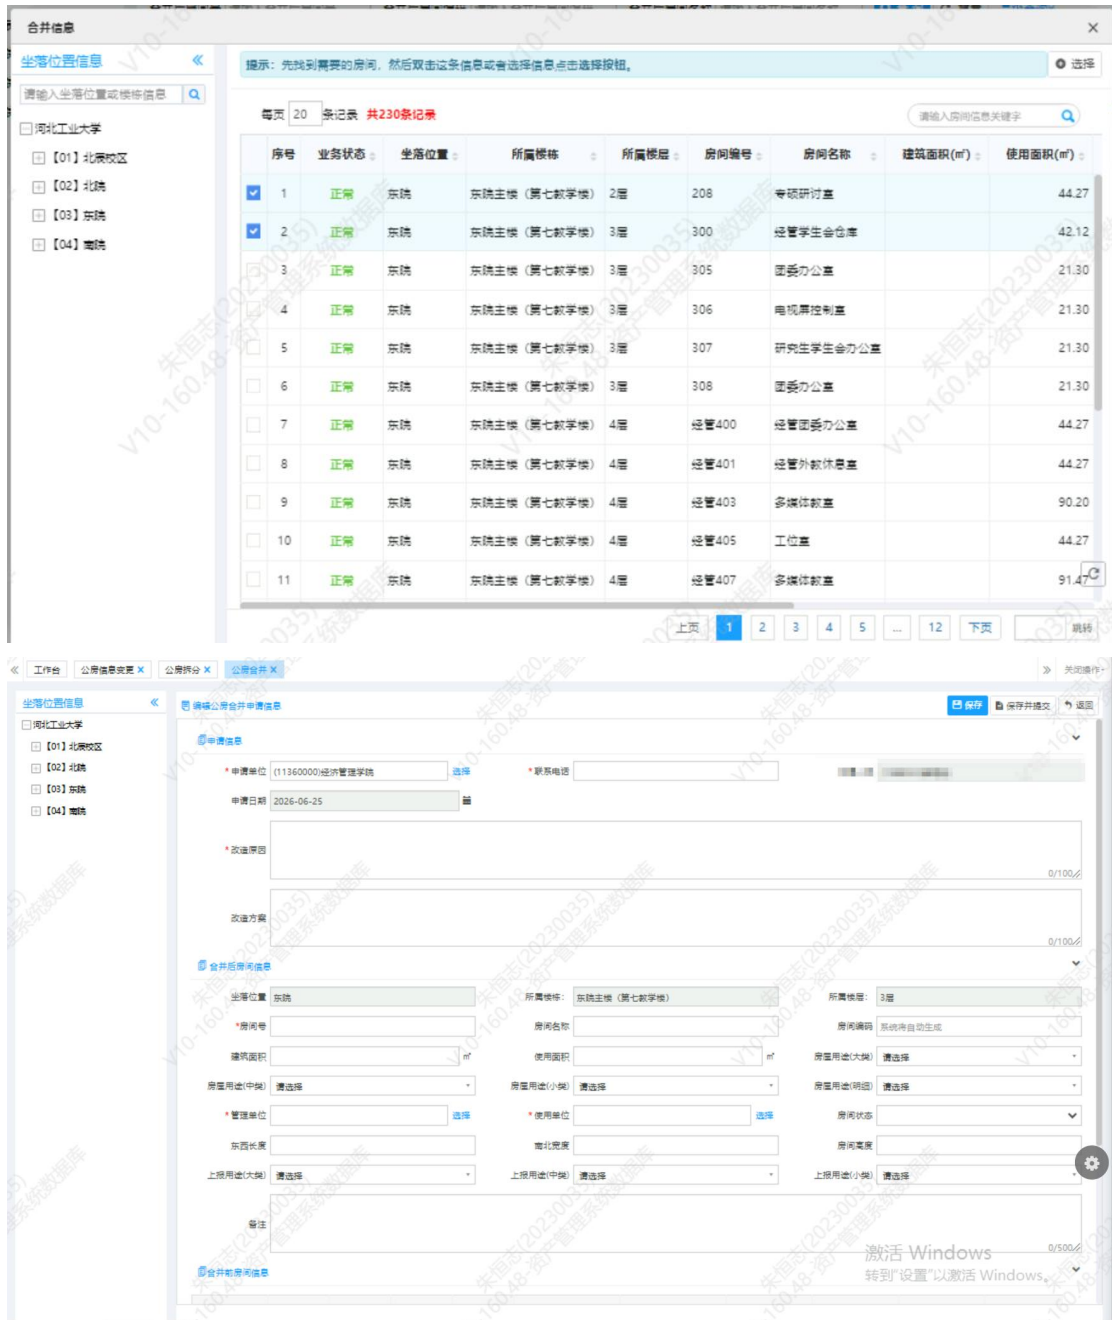 合并信息 ×
坐落位置信息 «
请输入坐落位置或楼栋信息
河北工业大学
【01】北辰校区
【02】北院
【03】东院
【04】南院
提示：先找到需要的房间，然后双击这条信息或者选择信息点击选择按钮。 选择
每页 20 条记录 共230条记录 请输入房间信息关键字
序号 业务状态 坐落位置 所属楼栋 所属楼层 房间编号 房间名称 建筑面积(㎡) 使用面积(㎡)
1 正常 东院 东院主楼（第七教学楼） 2层 208 专硕研讨室 44.27
2 正常 东院 东院主楼（第七教学楼） 3层 300 经管学生会仓库 42.12
3 正常 东院 东院主楼（第七教学楼） 3层 305 团委办公室 21.30
4 正常 东院 东院主楼（第七教学楼） 3层 306 电视屏控制室 21.30
5 正常 东院 东院主楼（第七教学楼） 3层 307 研究生学生会办公室 21.30
6 正常 东院 东院主楼（第七教学楼） 3层 308 团委办公室 21.30
7 正常 东院 东院主楼（第七教学楼） 4层 经管400 经管团委办公室 44.27
8 正常 东院 东院主楼（第七教学楼） 4层 经管401 经管外教休息室 44.27
9 正常 东院 东院主楼（第七教学楼） 4层 经管403 多媒体教室 90.20
10 正常 东院 东院主楼（第七教学楼） 4层 经管405 工位室 44.27
11 正常 东院 东院主楼（第七教学楼） 4层 经管407 多媒体教室 91.47
上页 1 2 3 4 5 ... 12 下页 跳转
« 工作台 公房信息变更 × 公房拆分 × 公房合并 × » 关闭操作
坐落位置信息 «
河北工业大学
【01】北辰校区
【02】北院
【03】东院
【04】南院
编辑公房合并申请信息 保存 保存并提交 返回
申请信息
*申请单位 (11360000)经济管理学院 选择 *联系电话
申请日期 2026-06-25
*改造原因
0/100
改造方案
0/100
合并后房间信息
坐落位置 东院 所属楼栋: 东院主楼（第七教学楼） 所属楼层: 3层
*房间号 房间名称 房间编码 系统将自动生成
建筑面积 ㎡ 使用面积 ㎡ 房屋用途(大类) 请选择
房屋用途(中类) 请选择 房屋用途(小类) 请选择 房屋用途(明细) 请选择
*管理单位 选择 *使用单位 选择 房间状态
东西长度 南北宽度 房间高度
上报用途(大类) 请选择 上报用途(中类) 请选择 上报用途(小类) 请选择
备注
0/500
激活 Windows
转到"设置"以激活 Windows。
合并前房间信息